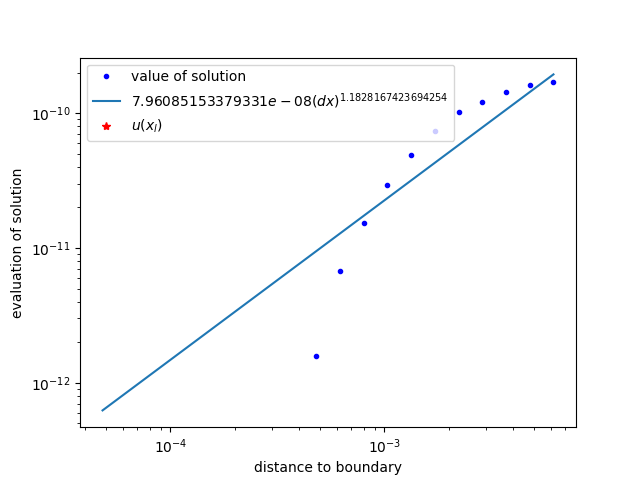 value of solution
7.96085153379331e − 08(dx)^1.1828167423694254
u(x_l)
10^−10
10^−11
10^−12
evaluation of solution
10^−4
10^−3
distance to boundary